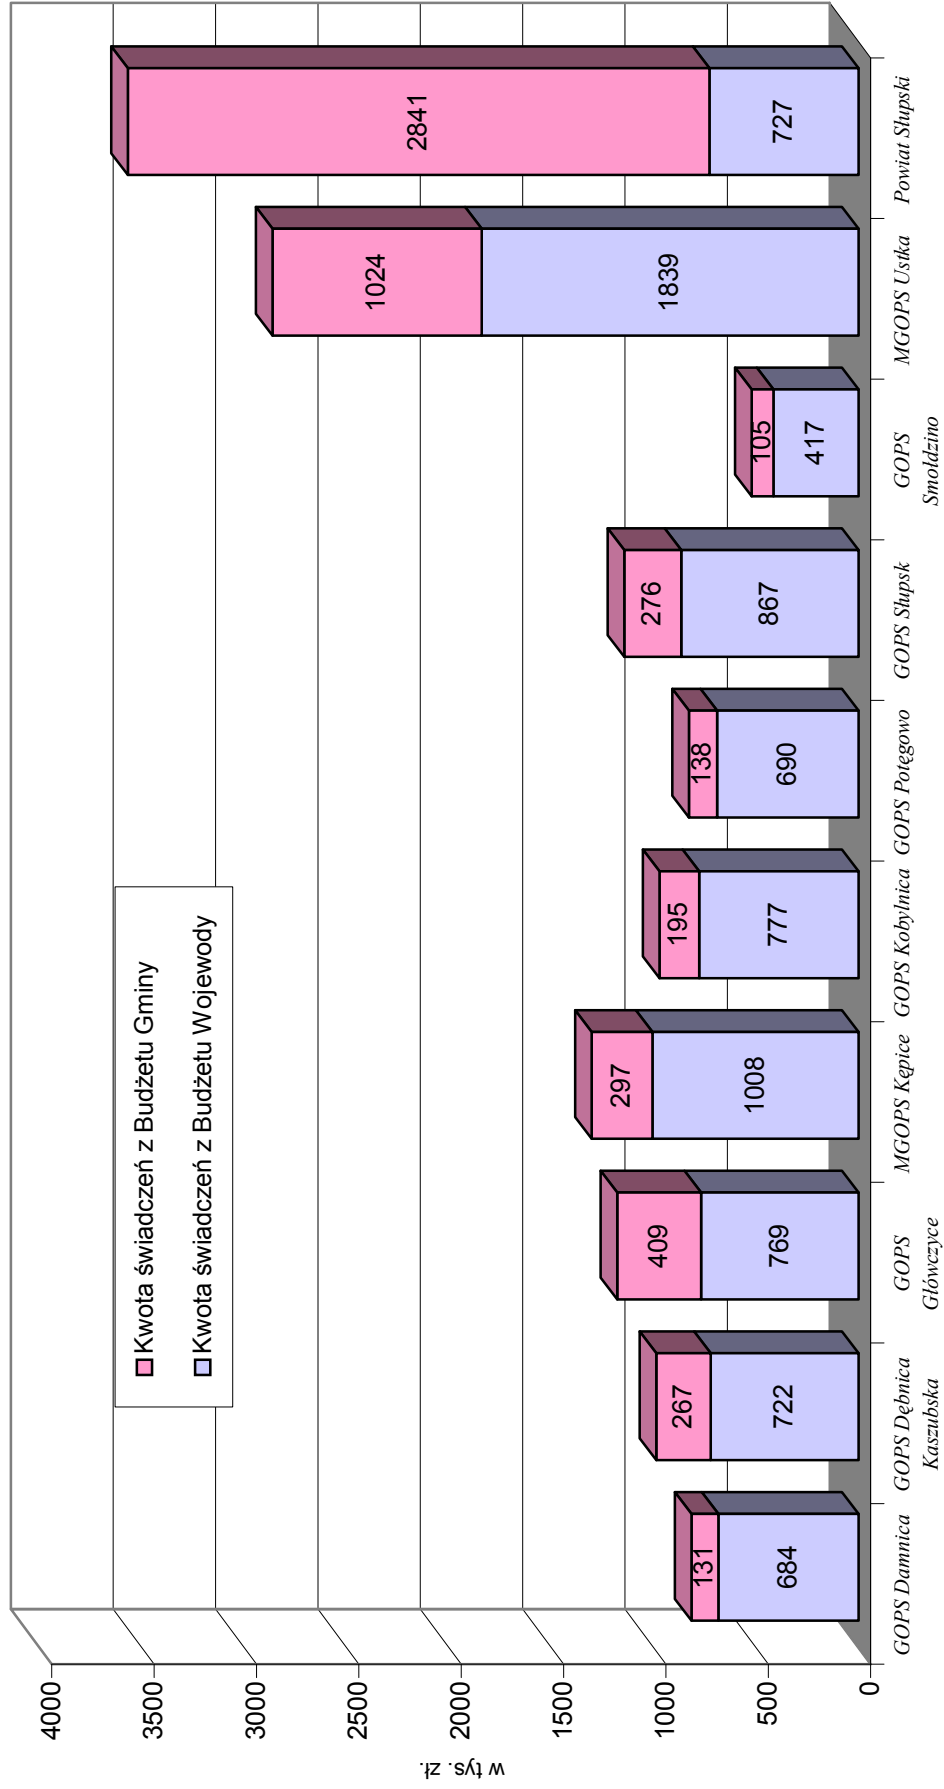 Kwota świadczeń z Budżetu Gminy
Kwota świadczeń z Budżetu Wojewody
w tys. zł.
4000
3500
3000
2500
2000
1500
1000
500
0
131
684
267
722
409
769
297
1008
195
777
138
690
276
867
105
417
1024
1839
2841
727
GOPS Damnica
GOPS Dębnica
Kaszubska
GOPS
Główczyce
MGOPS Kępice
GOPS Kobylnica
GOPS Potęgowo
GOPS Słupsk
GOPS
Smołdzino
MGOPS Ustka
Powiat Słupski